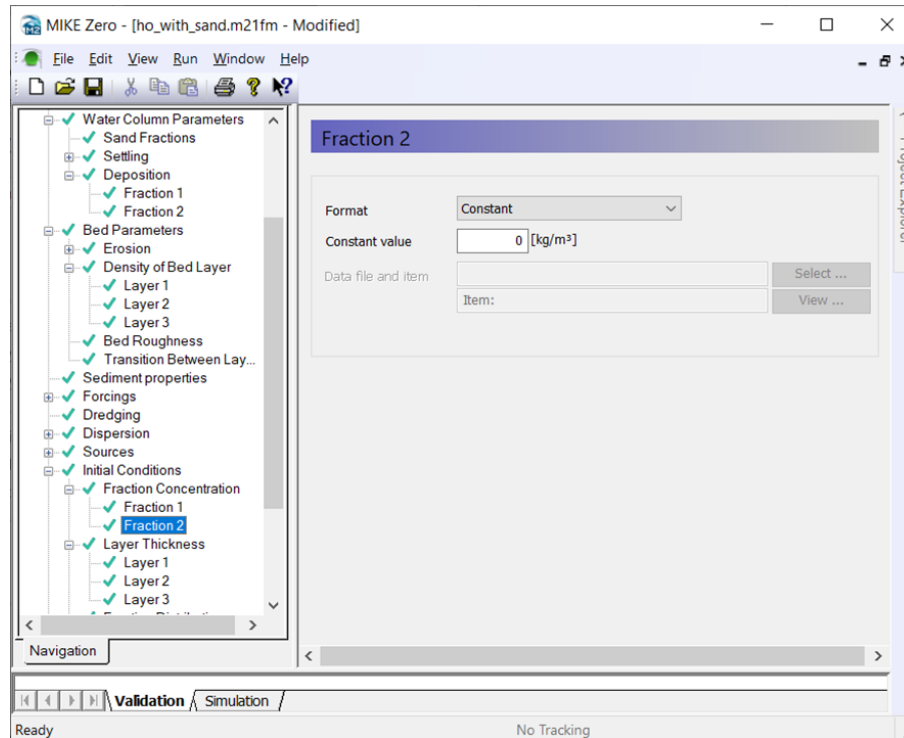 MIKE Zero - [ho_with_sand.m21fm - Modified]
File Edit View Run Window Help
Water Column Parameters
Sand Fractions
Settling
Deposition
Fraction 1
Fraction 2
Bed Parameters
Erosion
Density of Bed Layer
Layer 1
Layer 2
Layer 3
Bed Roughness
Transition Between Lay...
Sediment properties
Forcings
Dredging
Dispersion
Sources
Initial Conditions
Fraction Concentration
Fraction 1
Fraction 2
Layer Thickness
Layer 1
Layer 2
Layer 3
Navigation
Fraction 2
Format Constant
Constant value 0 [kg/m³]
Data file and item Select ...
Item: View ...
Project Explorer
Validation Simulation
Ready No Tracking